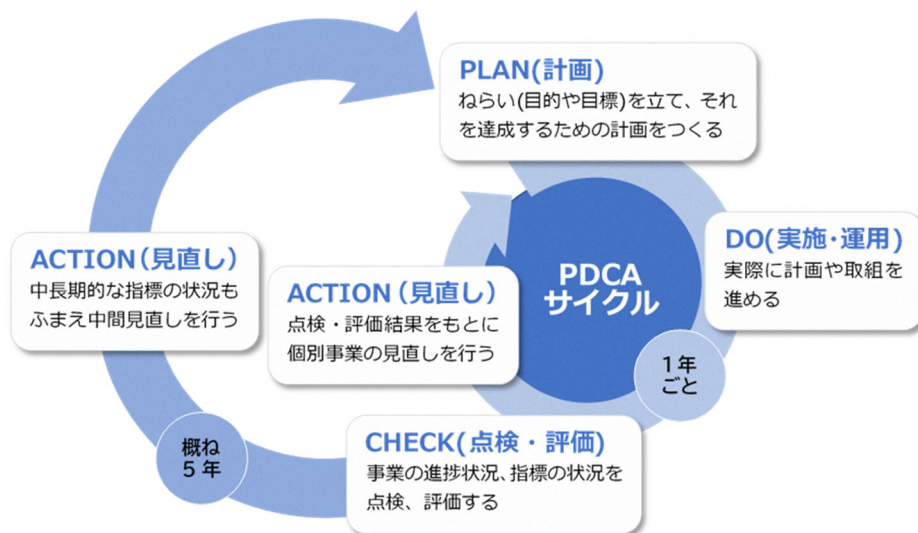 PLAN(計画)
ねらい(目的や目標)を立て、それ
を達成するための計画をつくる
DO(実施・運用)
実際に計画や取組を
進める
PDCA
サイクル
1年
ごと
CHECK(点検・評価)
事業の進捗状況、指標の状況を
点検、評価する
ACTION(見直し)
点検・評価結果をもとに
個別事業の見直しを行う
ACTION(見直し)
中長期的な指標の状況も
ふまえ中間見直しを行う
概ね
5年